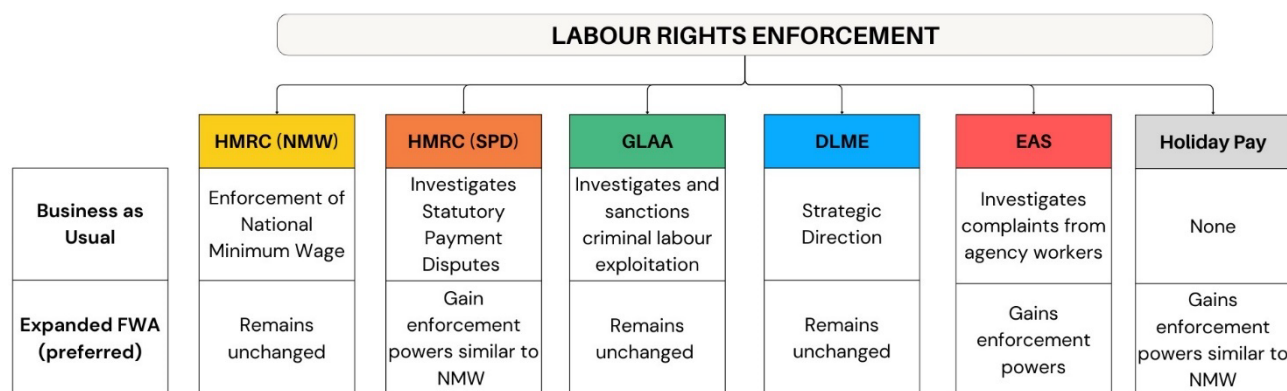 LABOUR RIGHTS ENFORCEMENT
HMRC (NMW)
HMRC (SPD)
GLAA
DLME
EAS
Holiday Pay
Business as
Usual
Enforcement of
National
Minimum Wage
Investigates
Statutory
Payment
Disputes
Investigates and
sanctions
criminal labour
exploitation
Strategic
Direction
Investigates
complaints from
agency workers
None
Expanded FWA
(preferred)
Remains
unchanged
Gain
enforcement
powers similar to
NMW
Remains
unchanged
Remains
unchanged
Gains
enforcement
powers
Gains
enforcement
powers similar to
NMW